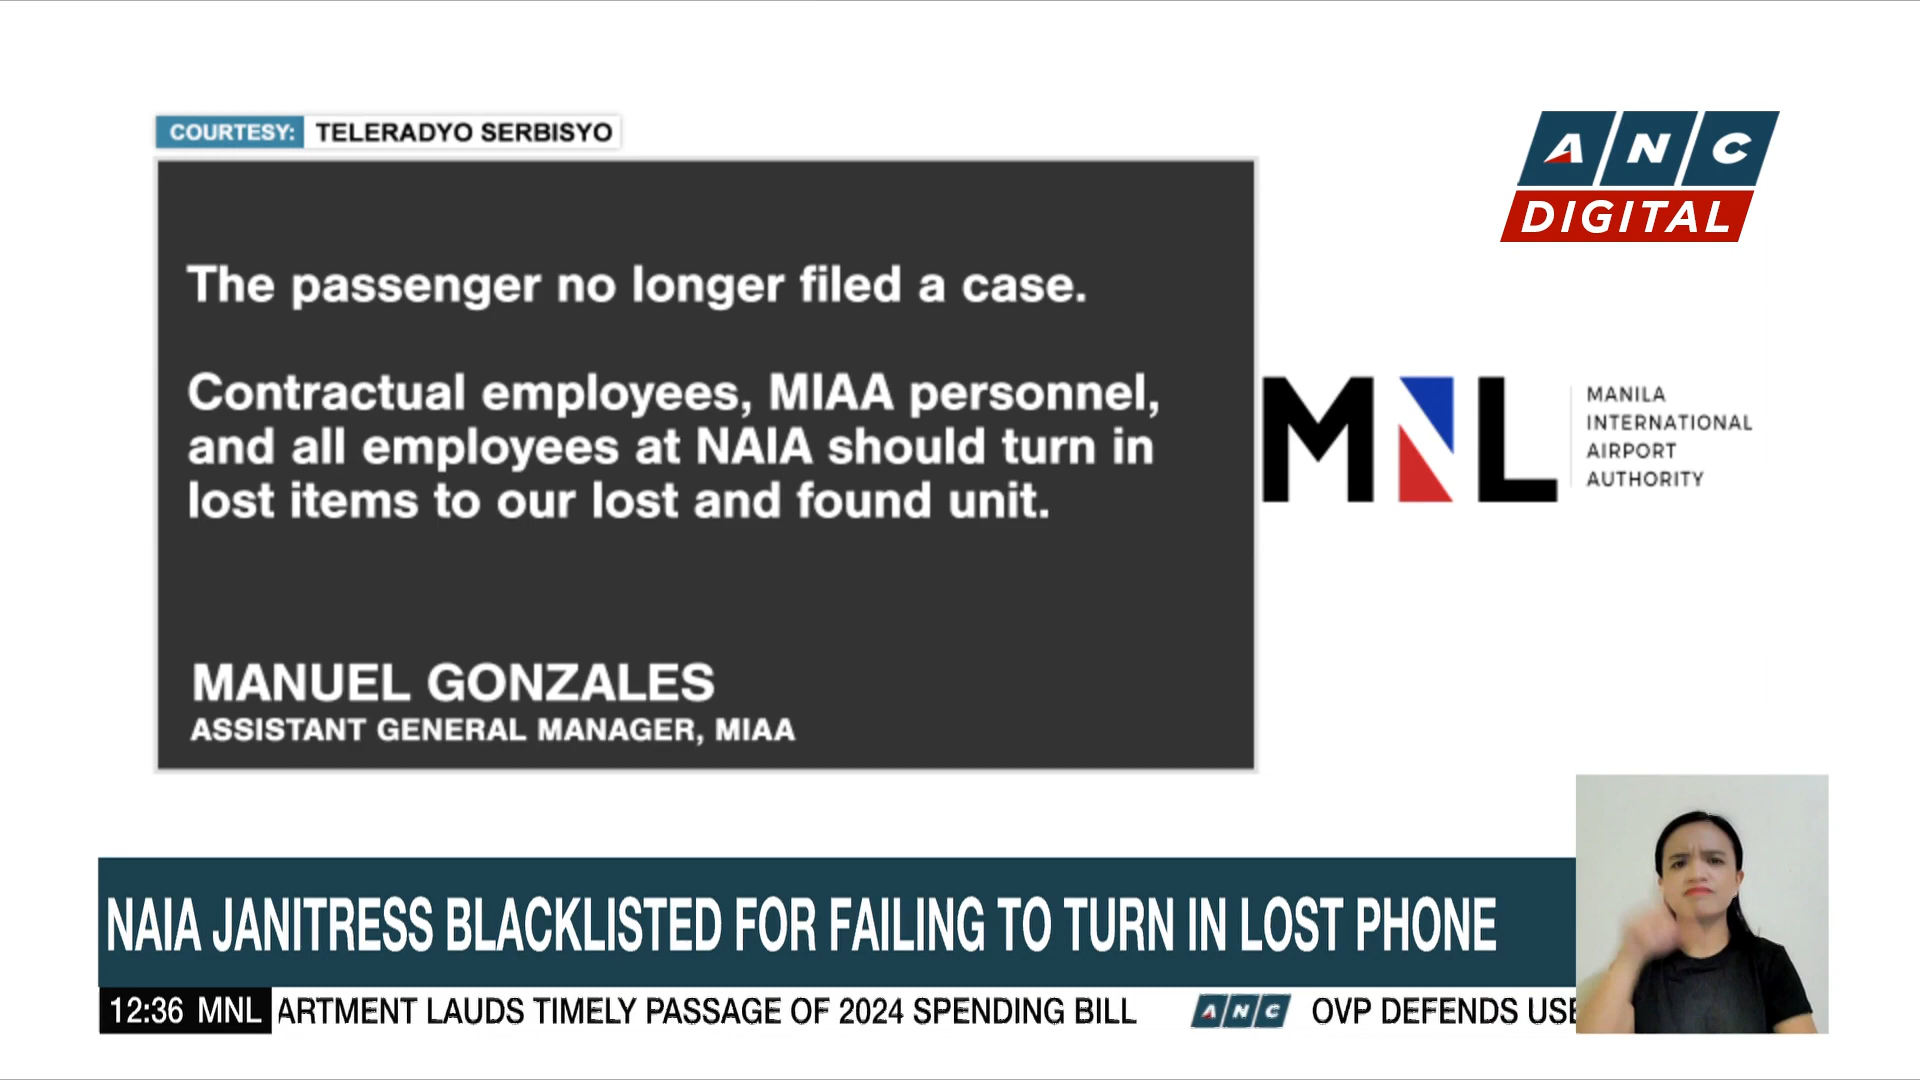 COURTESY: TELERADYO SERBISYO
ANC
DIGITAL
The passenger no longer filed a case.
Contractual employees, MIAA personnel,
and all employees at NAIA should turn in
lost items to our lost and found unit.
MANUEL GONZALES
ASSISTANT GENERAL MANAGER, MIAA
MNL
MANILA
INTERNATIONAL
AIRPORT
AUTHORITY
NAIA JANITRESS BLACKLISTED FOR FAILING TO TURN IN LOST PHONE
12:36 MNL ARTMENT LAUDS TIMELY PASSAGE OF 2024 SPENDING BILL ANC OVP DEFENDS USE